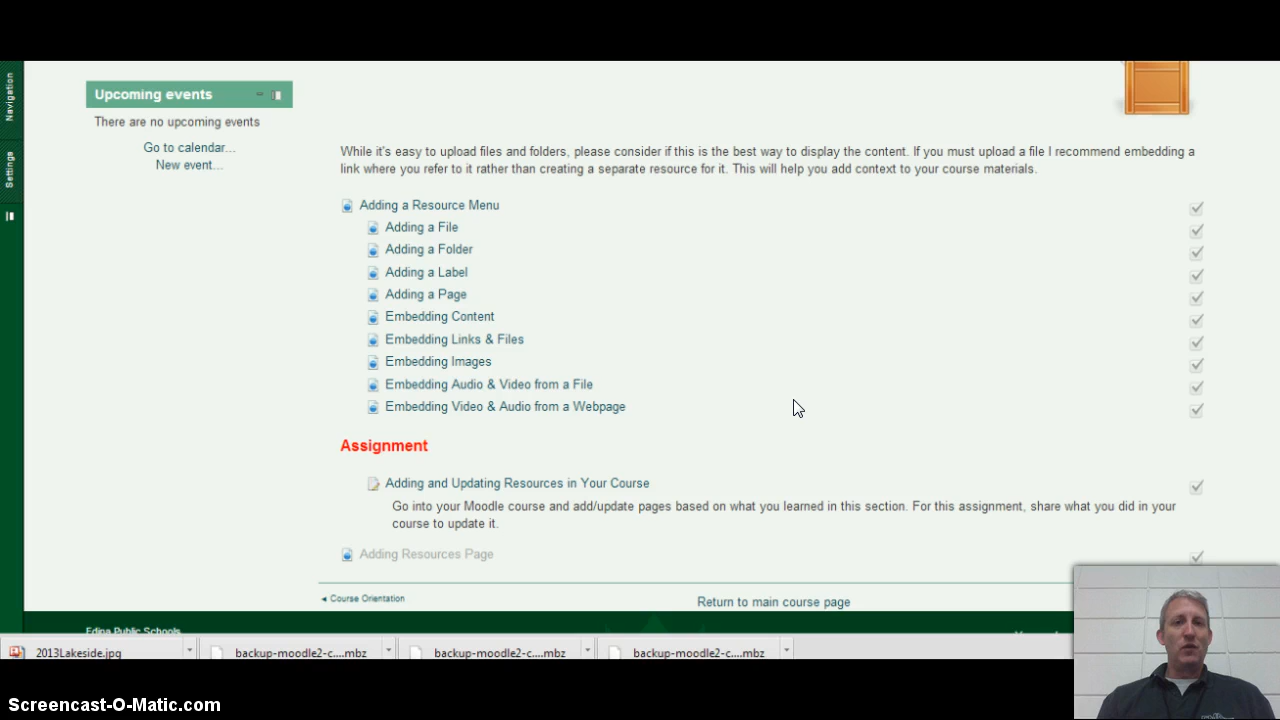 Navigation
Settings
Upcoming events
There are no upcoming events
Go to calendar...
New event...
While it's easy to upload files and folders, please consider if this is the best way to display the content. If you must upload a file I recommend embedding a
link where you refer to it rather than creating a separate resource for it. This will help you add context to your course materials.
Adding a Resource Menu
Adding a File
Adding a Folder
Adding a Label
Adding a Page
Embedding Content
Embedding Links & Files
Embedding Images
Embedding Audio & Video from a File
Embedding Video & Audio from a Webpage
Assignment
Adding and Updating Resources in Your Course
Go into your Moodle course and add/update pages based on what you learned in this section. For this assignment, share what you did in your
course to update it.
Adding Resources Page
◄ Course Orientation
Return to main course page
Edina Public Schools
2013Lakeside.jpg
backup-moodle2-c....mbz
backup-moodle2-c....mbz
backup-moodle2-c....mbz
Screencast-O-Matic.com